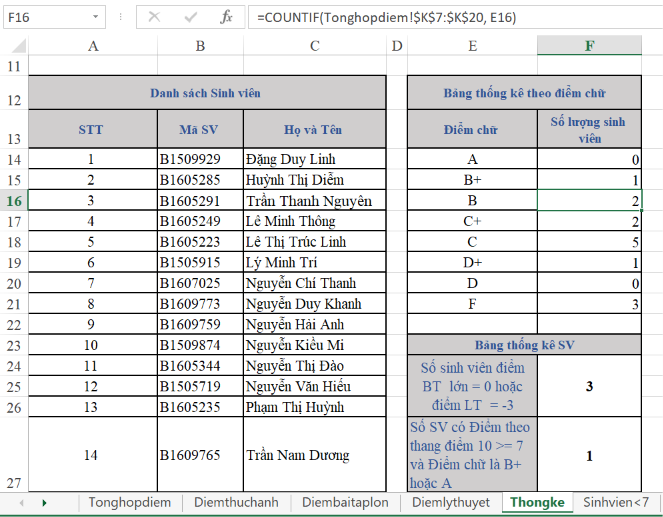 F16 fx =COUNTIF(Tonghopdiem!$K$7:$K$20, E16)
A B C D E F
11
12 Danh sách Sinh viên Bảng thống kê theo điểm chữ
13 STT Mã SV Họ và Tên Điểm chữ Số lượng sinh viên
14 1 B1509929 Đặng Duy Linh A 0
15 2 B1605285 Huỳnh Thị Diễm B+ 1
16 3 B1605291 Trần Thanh Nguyên B 2
17 4 B1605249 Lê Minh Thông C+ 2
18 5 B1605223 Lê Thị Trúc Linh C 5
19 6 B1505915 Lý Minh Trí D+ 1
20 7 B1607025 Nguyễn Chí Thanh D 0
21 8 B1609773 Nguyễn Duy Khanh F 3
22 9 B1609759 Nguyễn Hải Anh
23 10 B1509874 Nguyễn Kiều Mi Bảng thống kê SV
24 11 B1605344 Nguyễn Thị Đào Số sinh viên điểm
25 12 B1505719 Nguyễn Văn Hiếu BT lớn = 0 hoặc 3
26 13 B1605235 Phạm Thị Huỳnh điểm LT = -3
Số SV có Điểm theo
thang điểm 10 >= 7
14 B1609765 Trần Nam Dương và Điểm chữ là B+ 1
27 hoặc A
Tonghopdiem Diemthuchanh Diembaitaplon Diemlythuyet Thongke Sinhvien<7